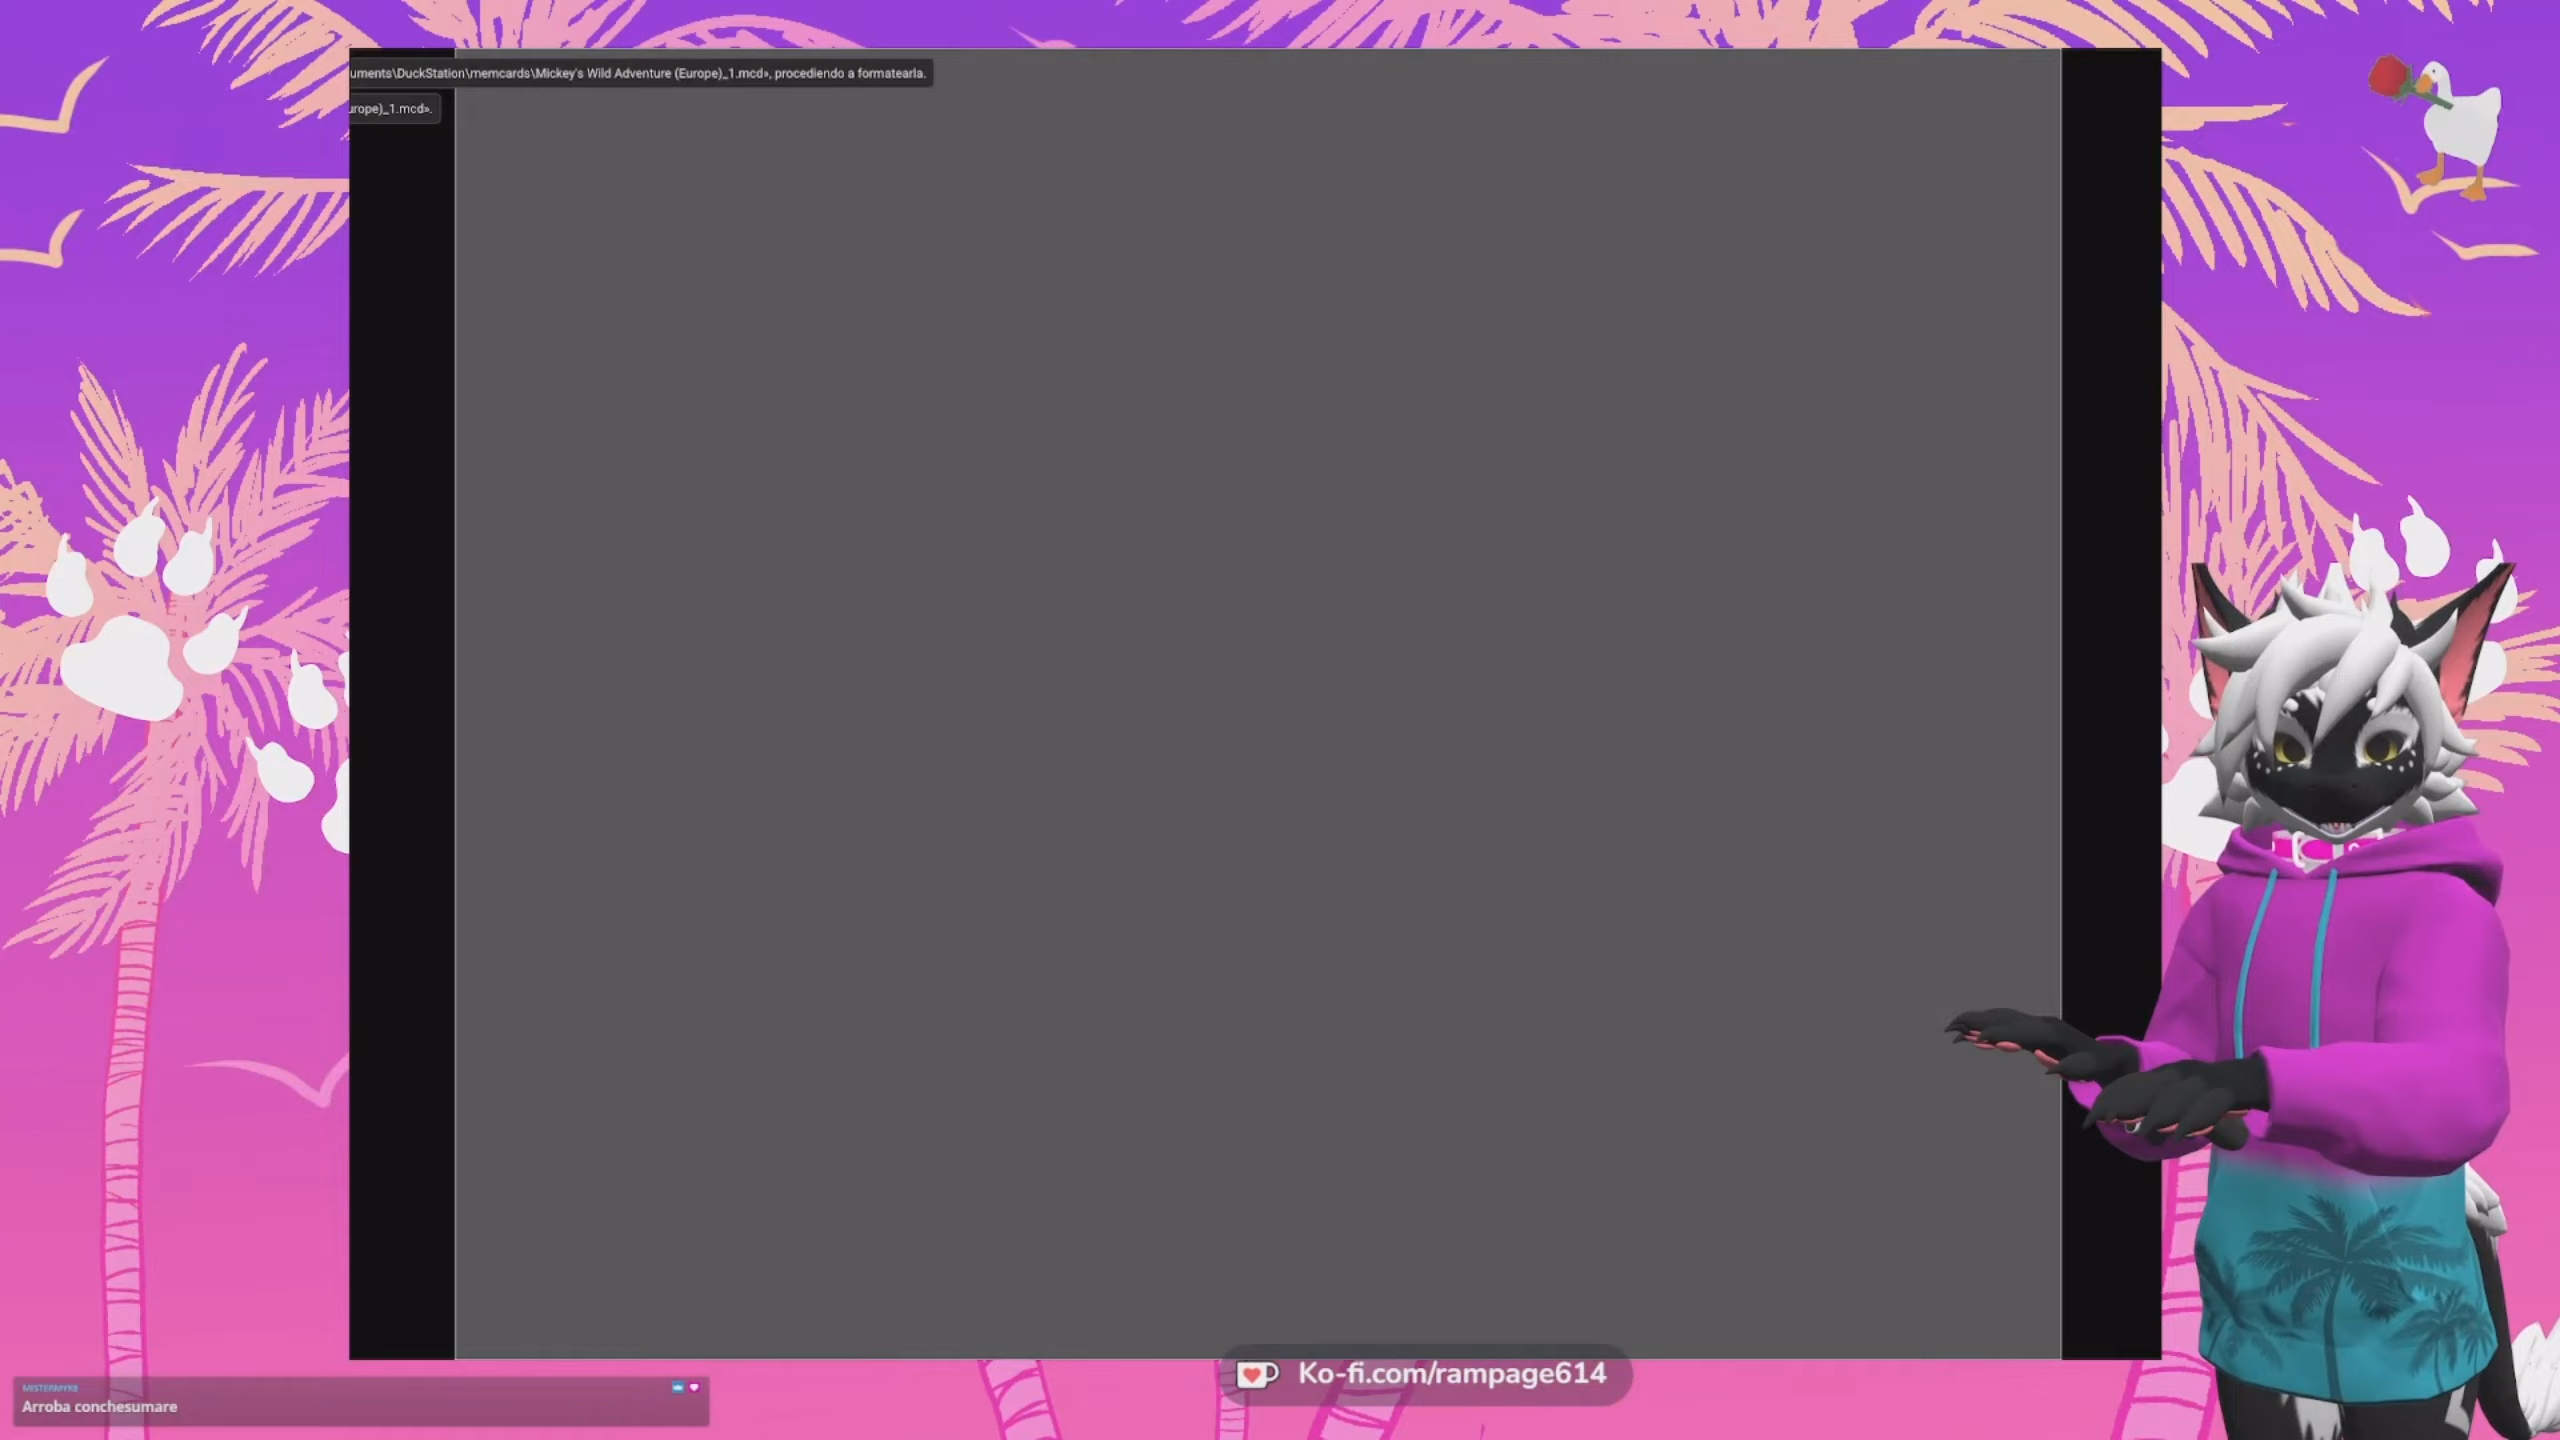 uments\DuckStation\memcards\Mickey's Wild Adventure (Europe)_1.mcd», procediendo a formatearla.
urope)_1.mcd».
MISTERMYRE
Arroba conchesumare
Ko-fi.com/rampage614